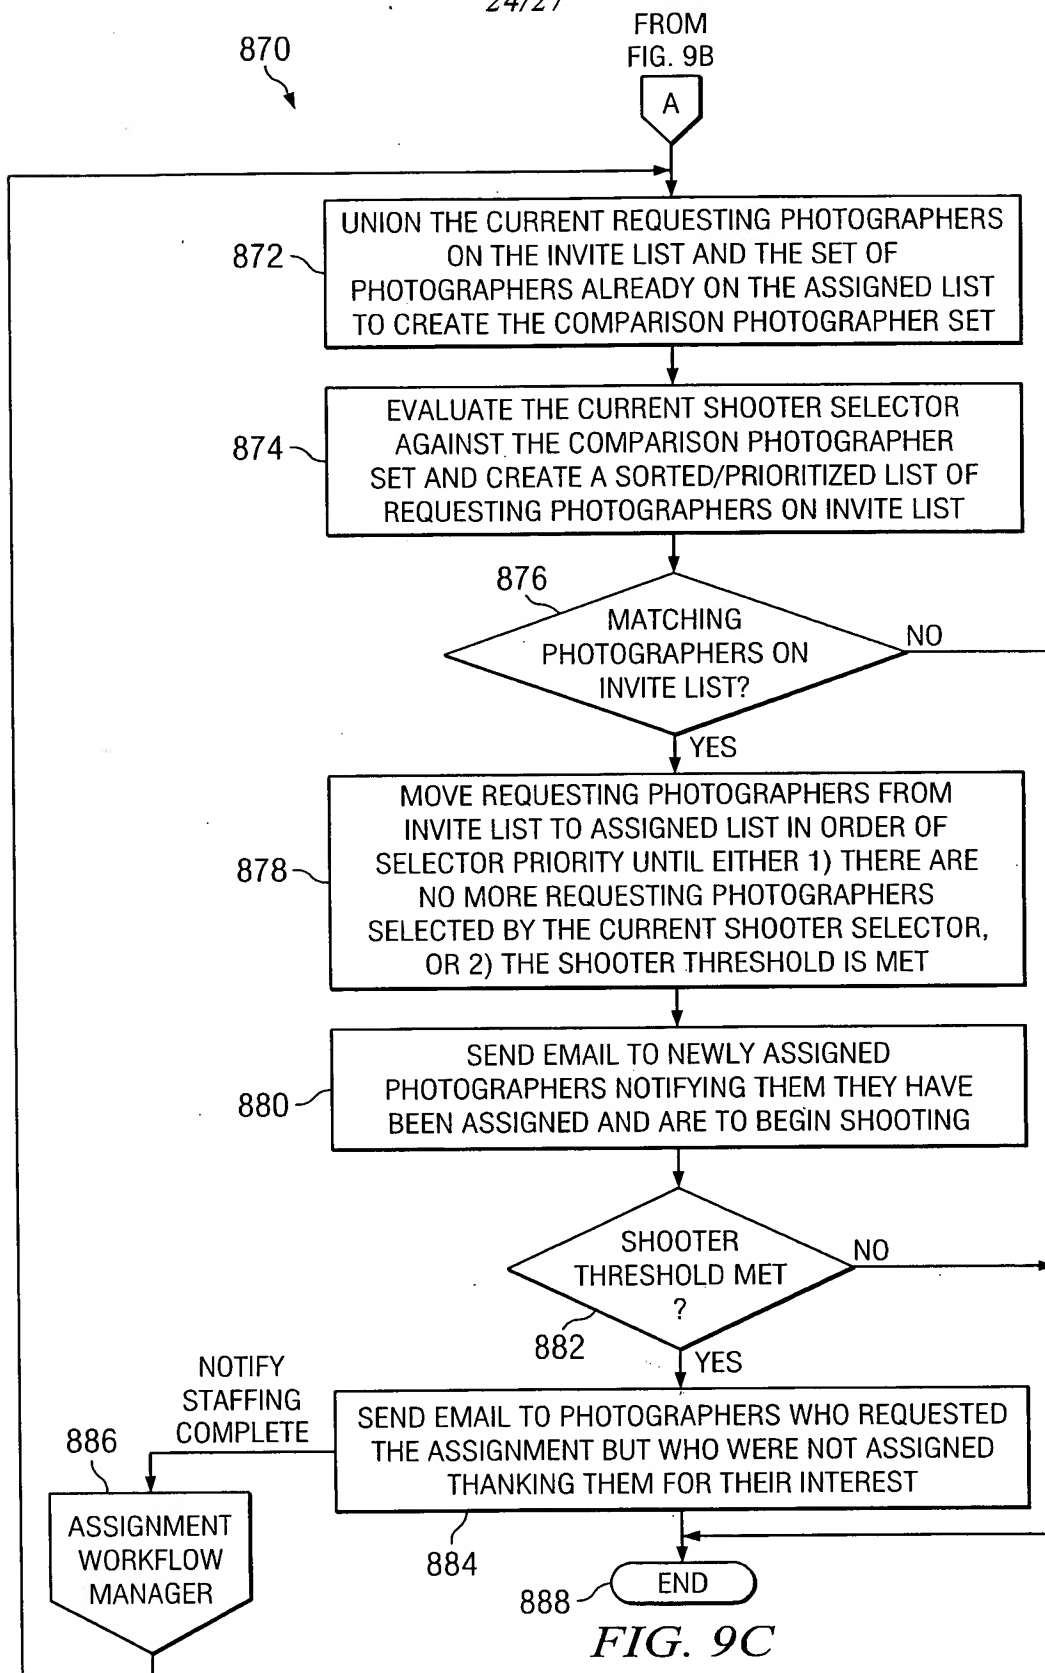 24/27
870
FROM
FIG. 9B
A
872
UNION THE CURRENT REQUESTING PHOTOGRAPHERS
ON THE INVITE LIST AND THE SET OF
PHOTOGRAPHERS ALREADY ON THE ASSIGNED LIST
TO CREATE THE COMPARISON PHOTOGRAPHER SET
874
EVALUATE THE CURRENT SHOOTER SELECTOR
AGAINST THE COMPARISON PHOTOGRAPHER
SET AND CREATE A SORTED/PRIORITIZED LIST OF
REQUESTING PHOTOGRAPHERS ON INVITE LIST
876
MATCHING
PHOTOGRAPHERS ON
INVITE LIST?
NO
YES
878
MOVE REQUESTING PHOTOGRAPHERS FROM
INVITE LIST TO ASSIGNED LIST IN ORDER OF
SELECTOR PRIORITY UNTIL EITHER 1) THERE ARE
NO MORE REQUESTING PHOTOGRAPHERS
SELECTED BY THE CURRENT SHOOTER SELECTOR,
OR 2) THE SHOOTER THRESHOLD IS MET
880
SEND EMAIL TO NEWLY ASSIGNED
PHOTOGRAPHERS NOTIFYING THEM THEY HAVE
BEEN ASSIGNED AND ARE TO BEGIN SHOOTING
SHOOTER
THRESHOLD MET
?
NO
882
YES
NOTIFY
STAFFING
COMPLETE
SEND EMAIL TO PHOTOGRAPHERS WHO REQUESTED
THE ASSIGNMENT BUT WHO WERE NOT ASSIGNED
THANKING THEM FOR THEIR INTEREST
886
ASSIGNMENT
WORKFLOW
MANAGER
884
888
END
FIG. 9C